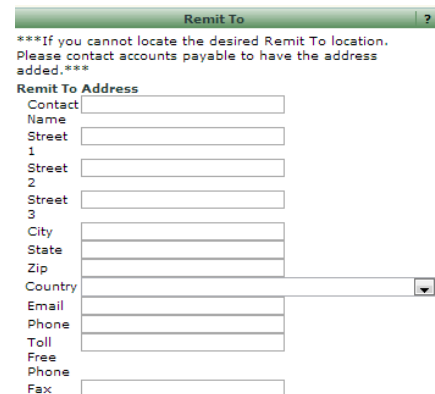 Remit To ?
***If you cannot locate the desired Remit To location.
Please contact accounts payable to have the address
added.***
Remit To Address
Contact
Name
Street
1
Street
2
Street
3
City
State
Zip
Country
Email
Phone
Toll
Free
Phone
Fax